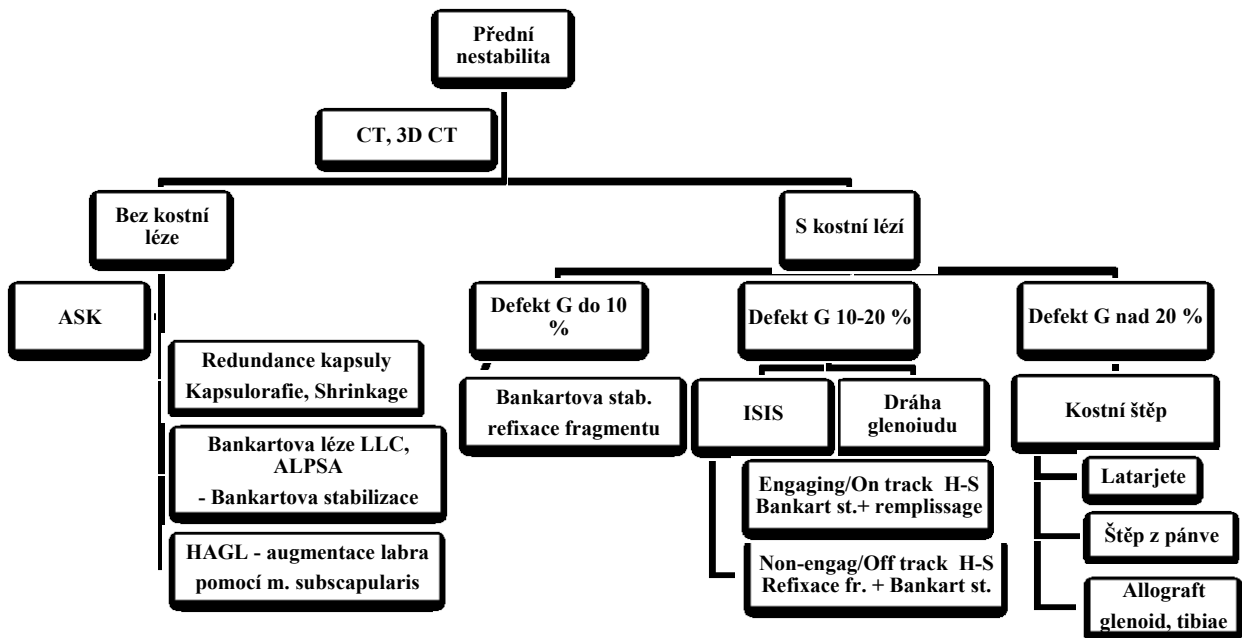 Přední
nestabilita
CT, 3D CT
Bez kostní
léze
S kostní lézí
ASK
Redundance kapsuly
Kapsulorafie, Shrinkage
Bankartova léze LLC,
ALPSA
- Bankartova stabilizace
HAGL - augmentace labra
pomocí m. subscapularis
Defekt G do 10
%
Bankartova stab.
refixace fragmentu
Defekt G 10-20 %
ISIS
Dráha
glenoiudu
Engaging/On track H-S
Bankart st.+ remplissage
Non-engag/Off track H-S
Refixace fr. + Bankart st.
Defekt G nad 20 %
Kostní štěp
Latarjete
Štěp z pánve
Allograft
glenoid, tibiae